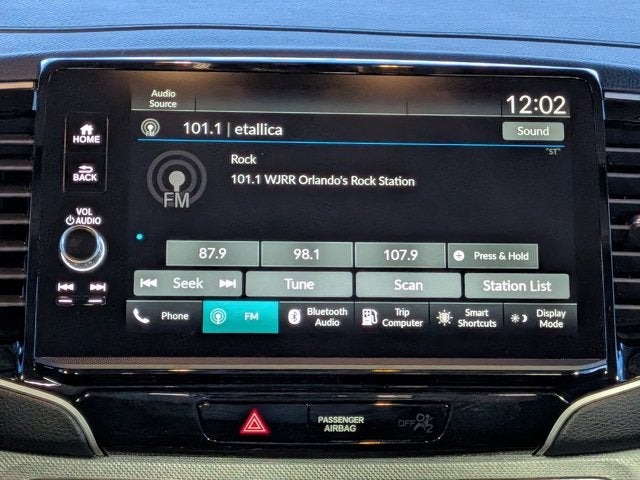 Audio
Source
12:02
101.1 | etallica
Sound
"ST"
HOME
BACK
Rock
101.1 WJRR Orlando's Rock Station
FM
VOL
AUDIO
87.9
98.1
107.9
Press & Hold
Seek
Tune
Scan
Station List
Phone
FM
Bluetooth
Audio
Trip
Computer
Smart
Shortcuts
Display
Mode
PASSENGER
AIRBAG
OFF